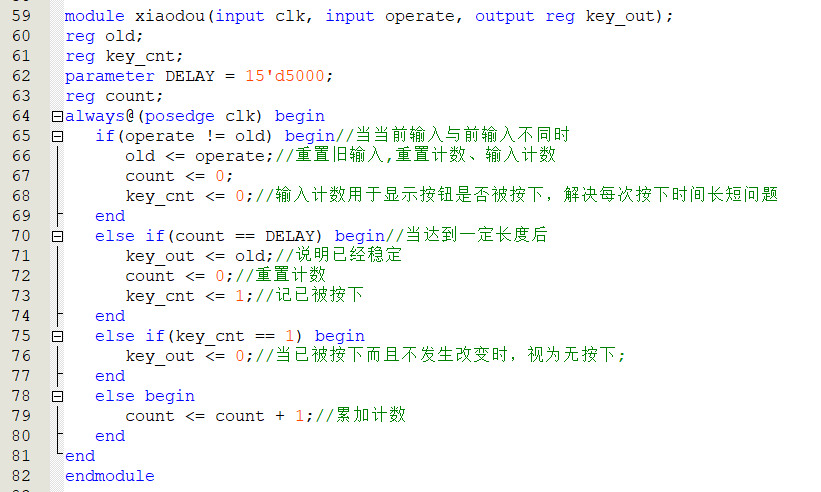 59 module xiaodou(input clk, input operate, output reg key_out);
60 reg old;
61 reg key_cnt;
62 parameter DELAY = 15'd5000;
63 reg count;
64 always@(posedge clk) begin
65 if(operate != old) begin//当当前输入与前输入不同时
66 old <= operate;//重置旧输入,重置计数、输入计数
67 count <= 0;
68 key_cnt <= 0;//输入计数用于显示按钮是否被按下，解决每次按下时间长短问题
69 end
70 else if(count == DELAY) begin//当达到一定长度后
71 key_out <= old;//说明已经稳定
72 count <= 0;//重置计数
73 key_cnt <= 1;//记已被按下
74 end
75 else if(key_cnt == 1) begin
76 key_out <= 0;//当已被按下而且不发生改变时，视为无按下;
77 end
78 else begin
79 count <= count + 1;//累加计数
80 end
81 end
82 endmodule